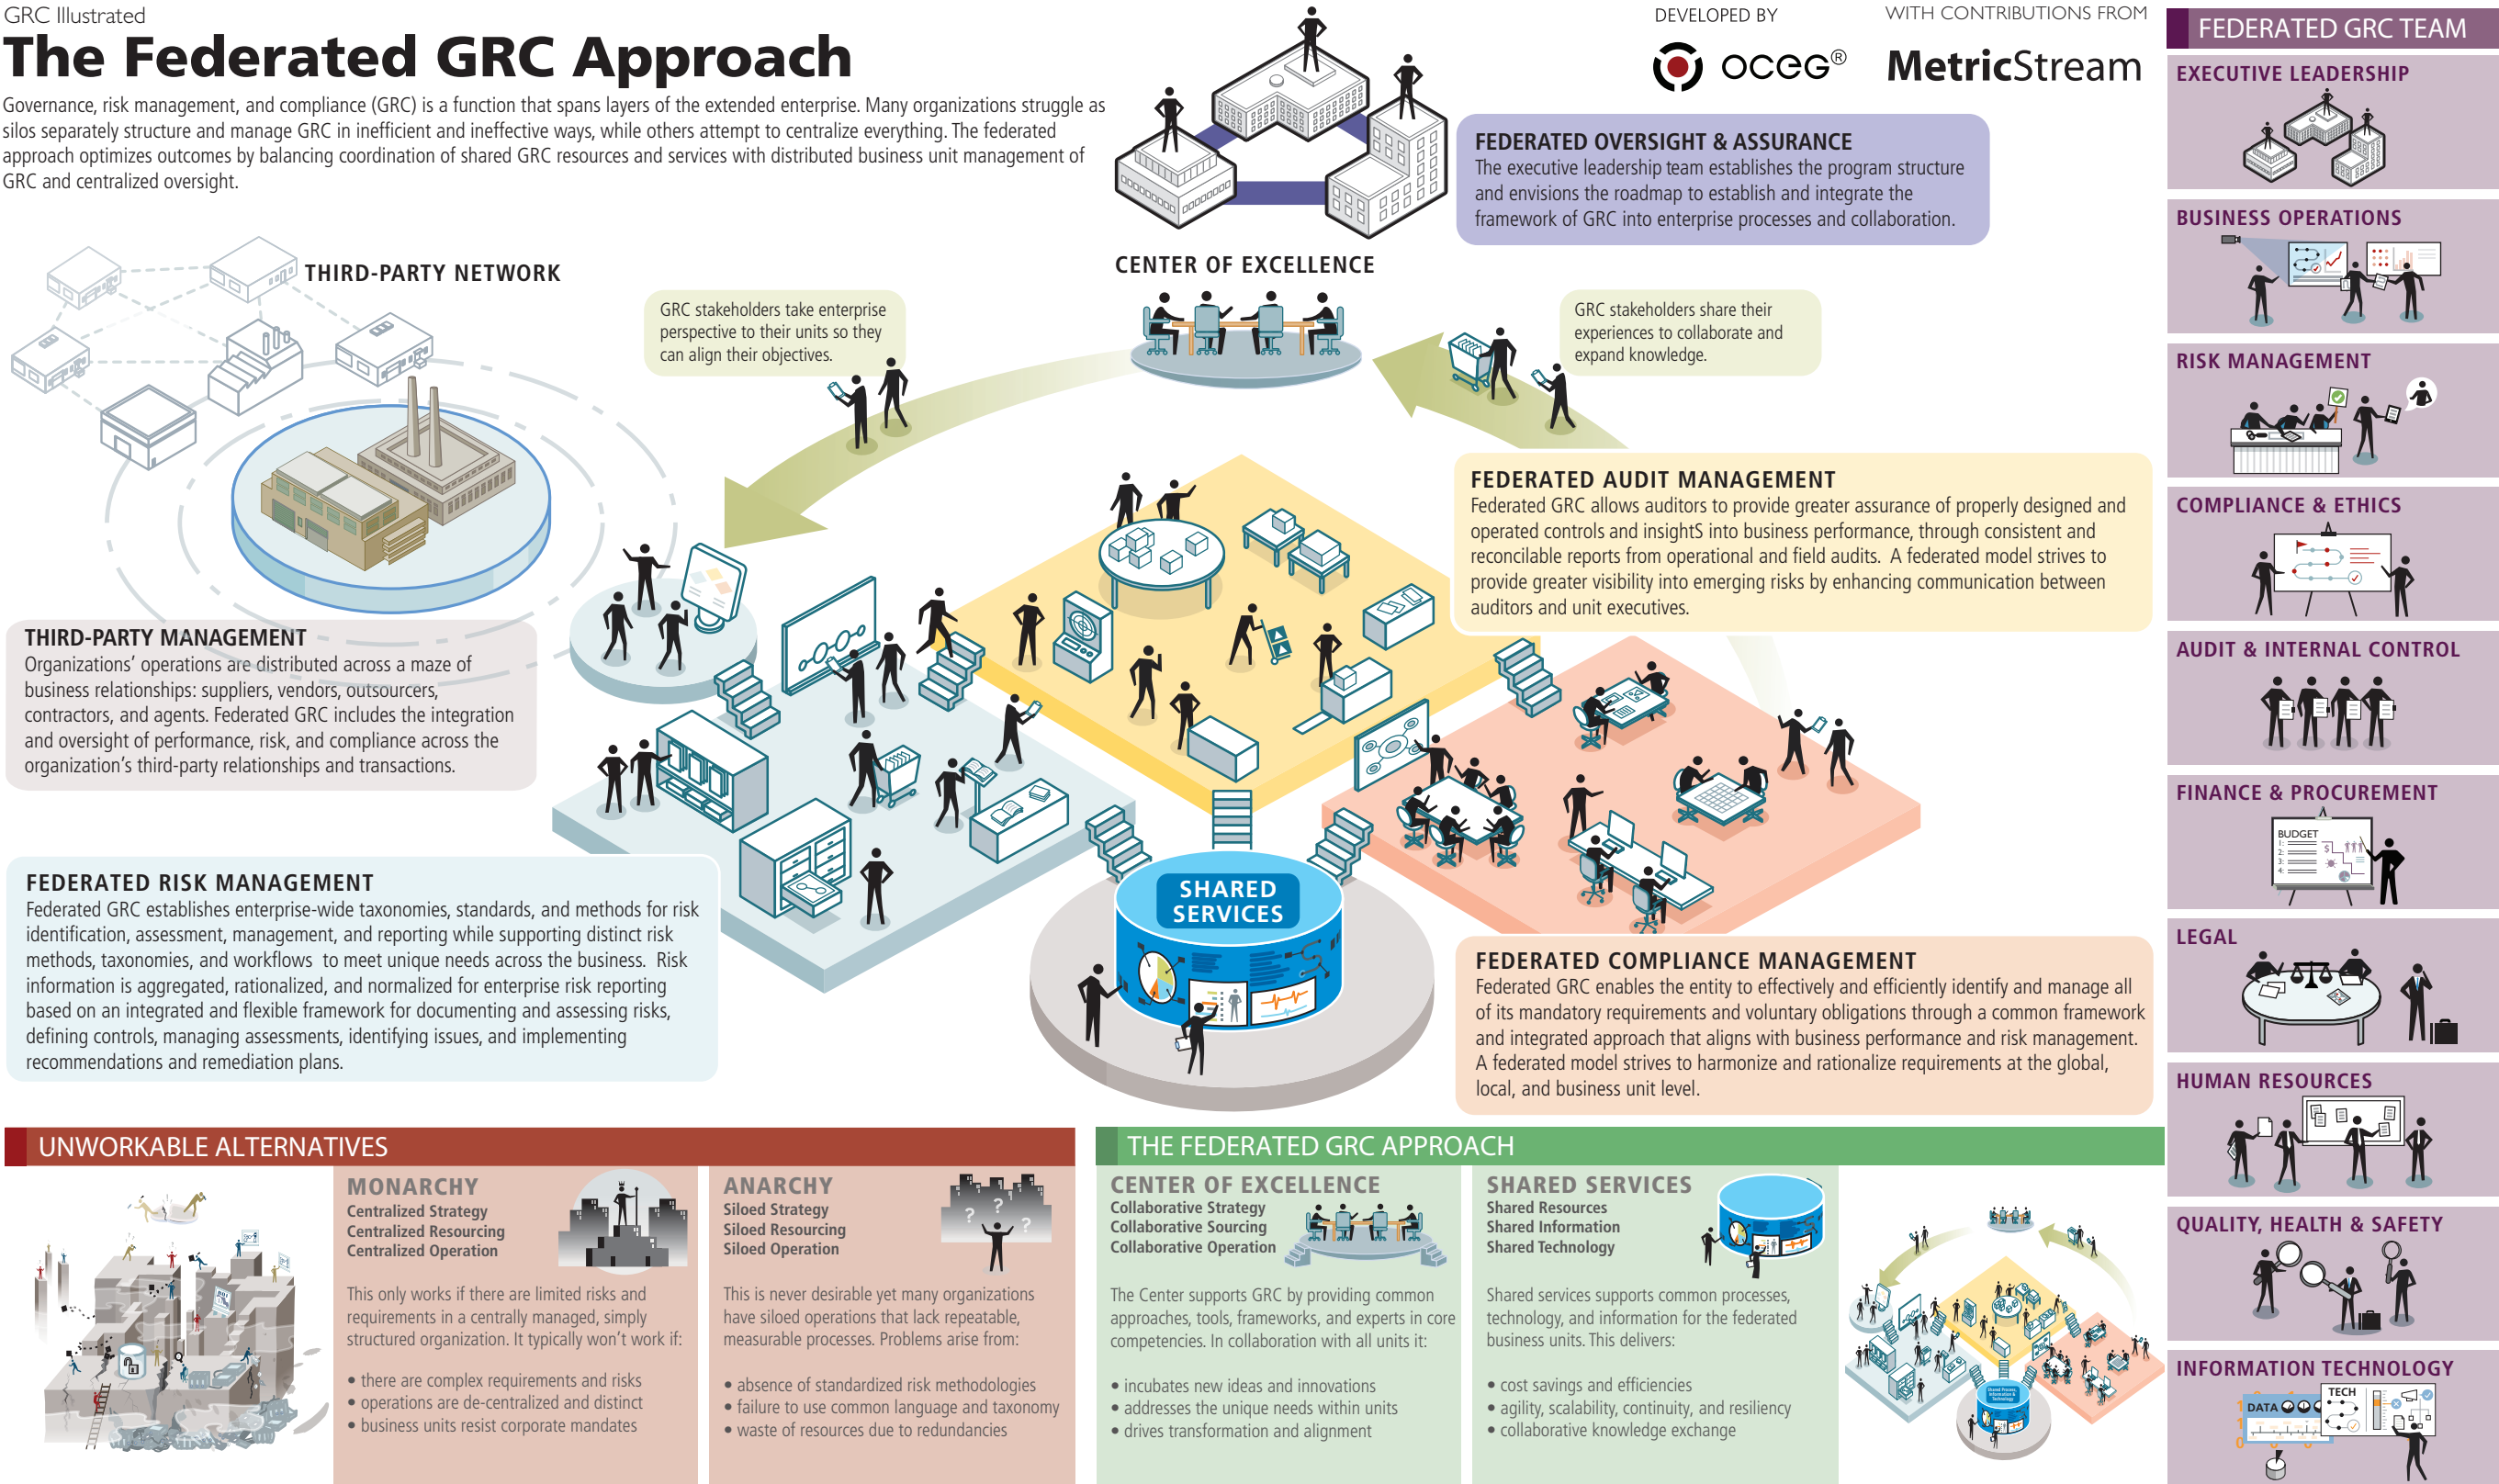 GRC Illustrated
The Federated GRC Approach
Governance, risk management, and compliance (GRC) is a function that spans layers of the extended enterprise. Many organizations struggle as
silos separately structure and manage GRC in inefficient and ineffective ways, while others attempt to centralize everything. The federated
approach optimizes outcomes by balancing coordination of shared GRC resources and services with distributed business unit management of
GRC and centralized oversight.
DEVELOPED BY
OCEG®
WITH CONTRIBUTIONS FROM
MetricStream
FEDERATED OVERSIGHT & ASSURANCE
The executive leadership team establishes the program structure
and envisions the roadmap to establish and integrate the
framework of GRC into enterprise processes and collaboration.
THIRD-PARTY NETWORK
CENTER OF EXCELLENCE
GRC stakeholders take enterprise
perspective to their units so they
can align their objectives.
GRC stakeholders share their
experiences to collaborate and
expand knowledge.
FEDERATED AUDIT MANAGEMENT
Federated GRC allows auditors to provide greater assurance of properly designed and
operated controls and insightS into business performance, through consistent and
reconcilable reports from operational and field audits. A federated model strives to
provide greater visibility into emerging risks by enhancing communication between
auditors and unit executives.
THIRD-PARTY MANAGEMENT
Organizations' operations are distributed across a maze of
business relationships: suppliers, vendors, outsourcers,
contractors, and agents. Federated GRC includes the integration
and oversight of performance, risk, and compliance across the
organization's third-party relationships and transactions.
FEDERATED RISK MANAGEMENT
Federated GRC establishes enterprise-wide taxonomies, standards, and methods for risk
identification, assessment, management, and reporting while supporting distinct risk
methods, taxonomies, and workflows to meet unique needs across the business. Risk
information is aggregated, rationalized, and normalized for enterprise risk reporting
based on an integrated and flexible framework for documenting and assessing risks,
defining controls, managing assessments, identifying issues, and implementing
recommendations and remediation plans.
SHARED
SERVICES
FEDERATED COMPLIANCE MANAGEMENT
Federated GRC enables the entity to effectively and efficiently identify and manage all
of its mandatory requirements and voluntary obligations through a common framework
and integrated approach that aligns with business performance and risk management.
A federated model strives to harmonize and rationalize requirements at the global,
local, and business unit level.
UNWORKABLE ALTERNATIVES
MONARCHY
Centralized Strategy
Centralized Resourcing
Centralized Operation
This only works if there are limited risks and
requirements in a centrally managed, simply
structured organization. It typically won't work if:
• there are complex requirements and risks
• operations are de-centralized and distinct
• business units resist corporate mandates
ANARCHY
Siloed Strategy
Siloed Resourcing
Siloed Operation
? ? ?
This is never desirable yet many organizations
have siloed operations that lack repeatable,
measurable processes. Problems arise from:
• absence of standardized risk methodologies
• failure to use common language and taxonomy
• waste of resources due to redundancies
THE FEDERATED GRC APPROACH
CENTER OF EXCELLENCE
Collaborative Strategy
Collaborative Sourcing
Collaborative Operation
The Center supports GRC by providing common
approaches, tools, frameworks, and experts in core
competencies. In collaboration with all units it:
• incubates new ideas and innovations
• addresses the unique needs within units
• drives transformation and alignment
SHARED SERVICES
Shared Resources
Shared Information
Shared Technology
Shared services supports common processes,
technology, and information for the federated
business units. This delivers:
• cost savings and efficiencies
• agility, scalability, continuity, and resiliency
• collaborative knowledge exchange
Shared Process,
Information &
Technology
FEDERATED GRC TEAM
EXECUTIVE LEADERSHIP
BUSINESS OPERATIONS
RISK MANAGEMENT
COMPLIANCE & ETHICS
AUDIT & INTERNAL CONTROL
FINANCE & PROCUREMENT
BUDGET
1:
2:
3:
4:
$
LEGAL
HUMAN RESOURCES
QUALITY, HEALTH & SAFETY
INFORMATION TECHNOLOGY
DATA
TECH